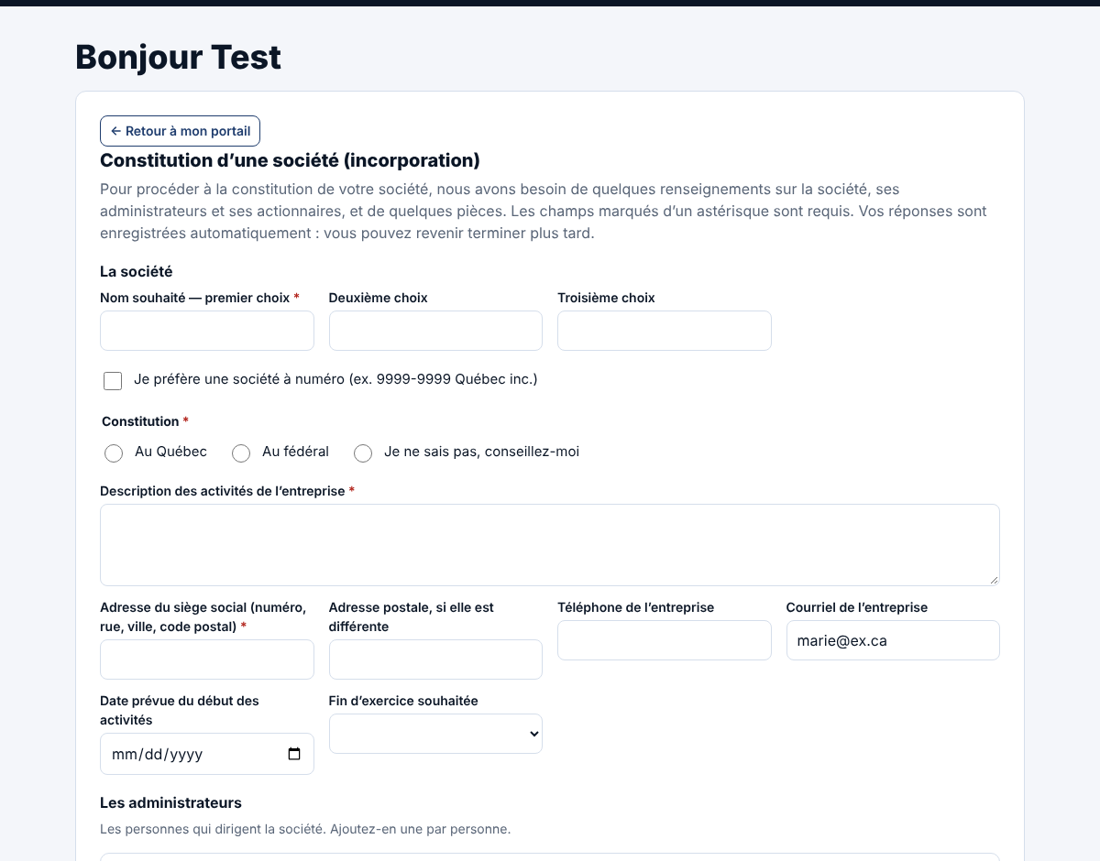 Bonjour Test
← Retour à mon portail
Constitution d’une société (incorporation)
Pour procéder à la constitution de votre société, nous avons besoin de quelques renseignements sur la société, ses
administrateurs et ses actionnaires, et de quelques pièces. Les champs marqués d’un astérisque sont requis. Vos réponses sont
enregistrées automatiquement : vous pouvez revenir terminer plus tard.
La société
Nom souhaité — premier choix *
Deuxième choix
Troisième choix
Je préfère une société à numéro (ex. 9999-9999 Québec inc.)
Constitution *
Au Québec
Au fédéral
Je ne sais pas, conseillez-moi
Description des activités de l’entreprise *
Adresse du siège social (numéro,
rue, ville, code postal) *
Adresse postale, si elle est
différente
Téléphone de l’entreprise
Courriel de l’entreprise
marie@ex.ca
Date prévue du début des
activités
mm/dd/yyyy
Fin d’exercice souhaitée
Les administrateurs
Les personnes qui dirigent la société. Ajoutez-en une par personne.